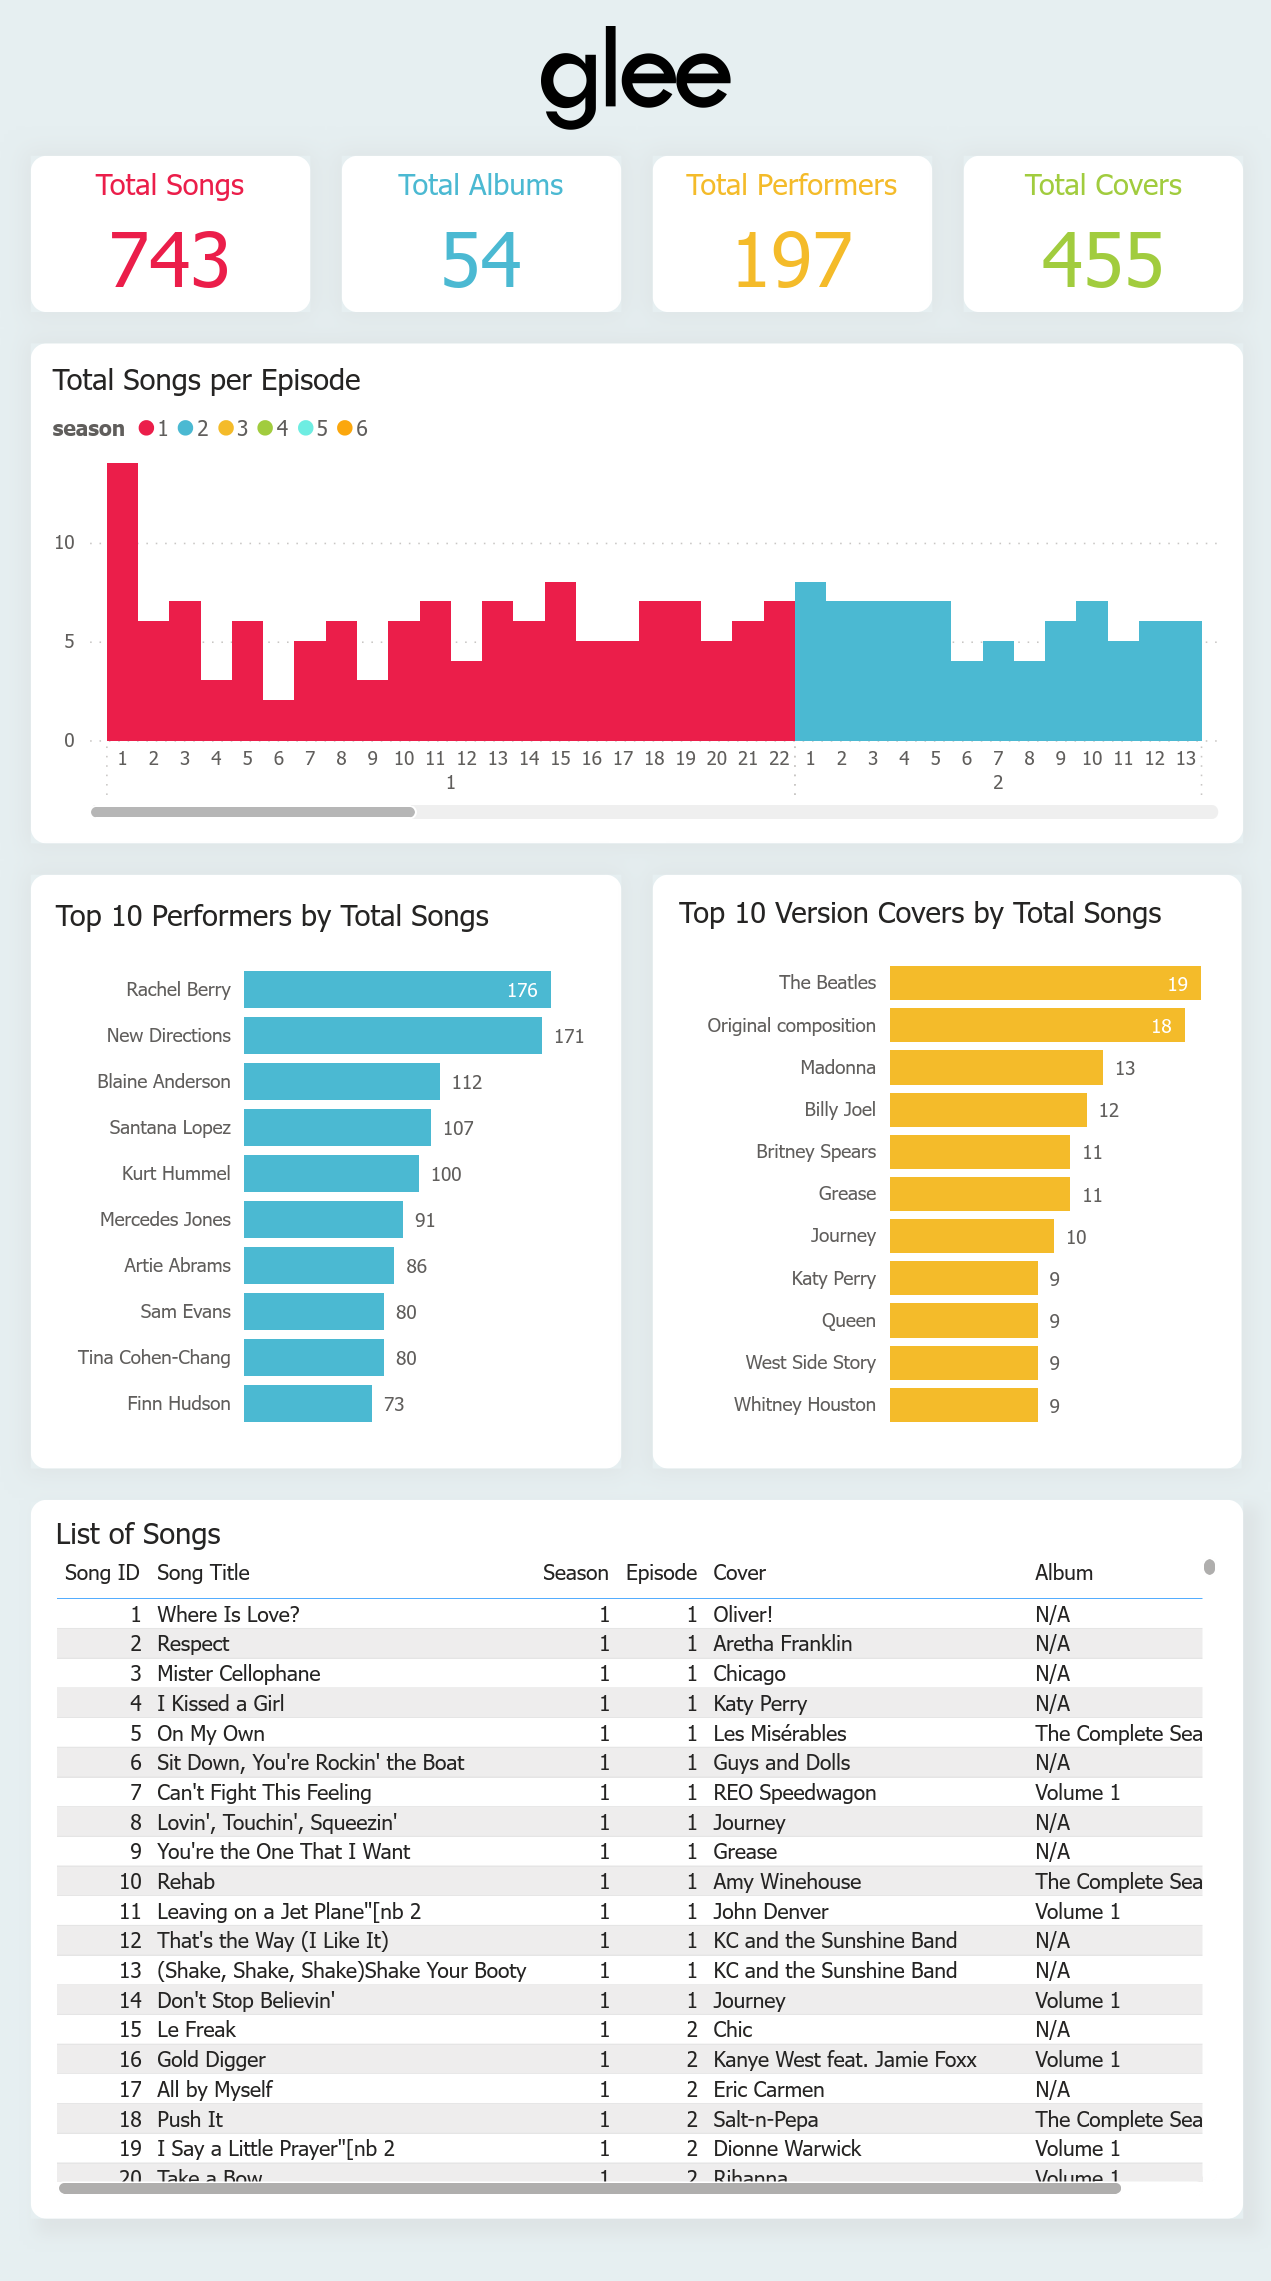 glee
Total Songs
743
Total Albums
54
Total Performers
197
Total Covers
455
Total Songs per Episode
season 1 2 3 4 5 6
10
5
0
1 2 3 4 5 6 7 8 9 10 11 12 13 14 15 16 17 18 19 20 21 22 1 2 3 4 5 6 7 8 9 10 11 12 13
1 2
Top 10 Performers by Total Songs
Rachel Berry 176
New Directions 171
Blaine Anderson 112
Santana Lopez 107
Kurt Hummel 100
Mercedes Jones 91
Artie Abrams 86
Sam Evans 80
Tina Cohen-Chang 80
Finn Hudson 73
Top 10 Version Covers by Total Songs
The Beatles 19
Original composition 18
Madonna 13
Billy Joel 12
Britney Spears 11
Grease 11
Journey 10
Katy Perry 9
Queen 9
West Side Story 9
Whitney Houston 9
List of Songs
Song ID Song Title Season Episode Cover Album
1 Where Is Love? 1 1 Oliver! N/A
2 Respect 1 1 Aretha Franklin N/A
3 Mister Cellophane 1 1 Chicago N/A
4 I Kissed a Girl 1 1 Katy Perry N/A
5 On My Own 1 1 Les Misérables The Complete Sea
6 Sit Down, You're Rockin' the Boat 1 1 Guys and Dolls N/A
7 Can't Fight This Feeling 1 1 REO Speedwagon Volume 1
8 Lovin', Touchin', Squeezin' 1 1 Journey N/A
9 You're the One That I Want 1 1 Grease N/A
10 Rehab 1 1 Amy Winehouse The Complete Sea
11 Leaving on a Jet Plane"[nb 2 1 1 John Denver Volume 1
12 That's the Way (I Like It) 1 1 KC and the Sunshine Band N/A
13 (Shake, Shake, Shake)Shake Your Booty 1 1 KC and the Sunshine Band N/A
14 Don't Stop Believin' 1 1 Journey Volume 1
15 Le Freak 1 2 Chic N/A
16 Gold Digger 1 2 Kanye West feat. Jamie Foxx Volume 1
17 All by Myself 1 2 Eric Carmen N/A
18 Push It 1 2 Salt-n-Pepa The Complete Sea
19 I Say a Little Prayer"[nb 2 1 2 Dionne Warwick Volume 1
20 Take a Bow 1 2 Rihanna Volume 1